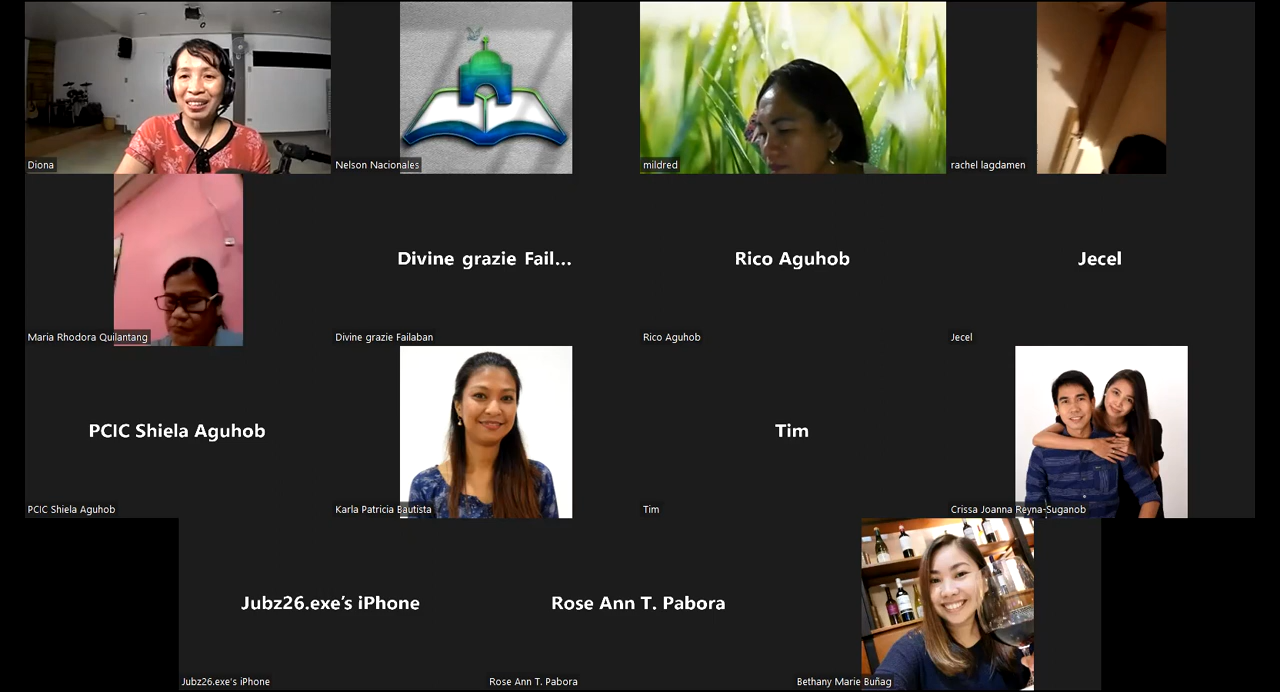 Diona
Nelson Nacionales
mildred
rachel lagdamen
Maria Rhodora Quilantang
Divine grazie Fail...
Divine grazie Failaban
Rico Aguhob
Rico Aguhob
Jecel
Jecel
PCIC Shiela Aguhob
PCIC Shiela Aguhob
Karla Patricia Bautista
Tim
Tim
Crissa Joanna Reyna-Suganob
Jubz26.exe's iPhone
Jubz26.exe's iPhone
Rose Ann T. Pabora
Rose Ann T. Pabora
Bethany Marie Buñag